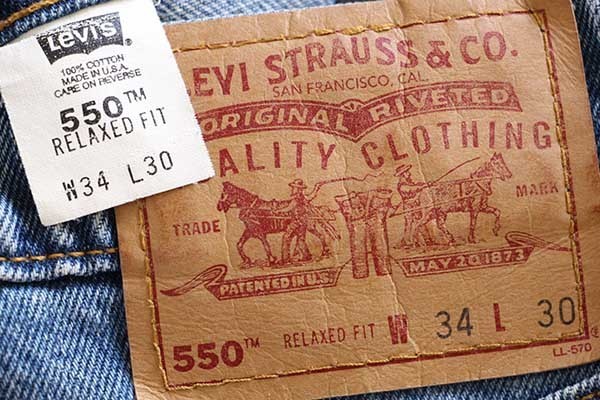 Levi's
100% COTTON
MADE IN U.S.A.
CARE ON REVERSE
550™
RELAXED FIT
W34 L30
EVI STRAUSS & CO.
SAN FRANCISCO, CAL.
ORIGINAL RIVETED
ALITY CLOTHING
TRADE MARK
PATENTED IN U.S. MAY 20 1873
550™ RELAXED FIT W 34 L 30
LL-570